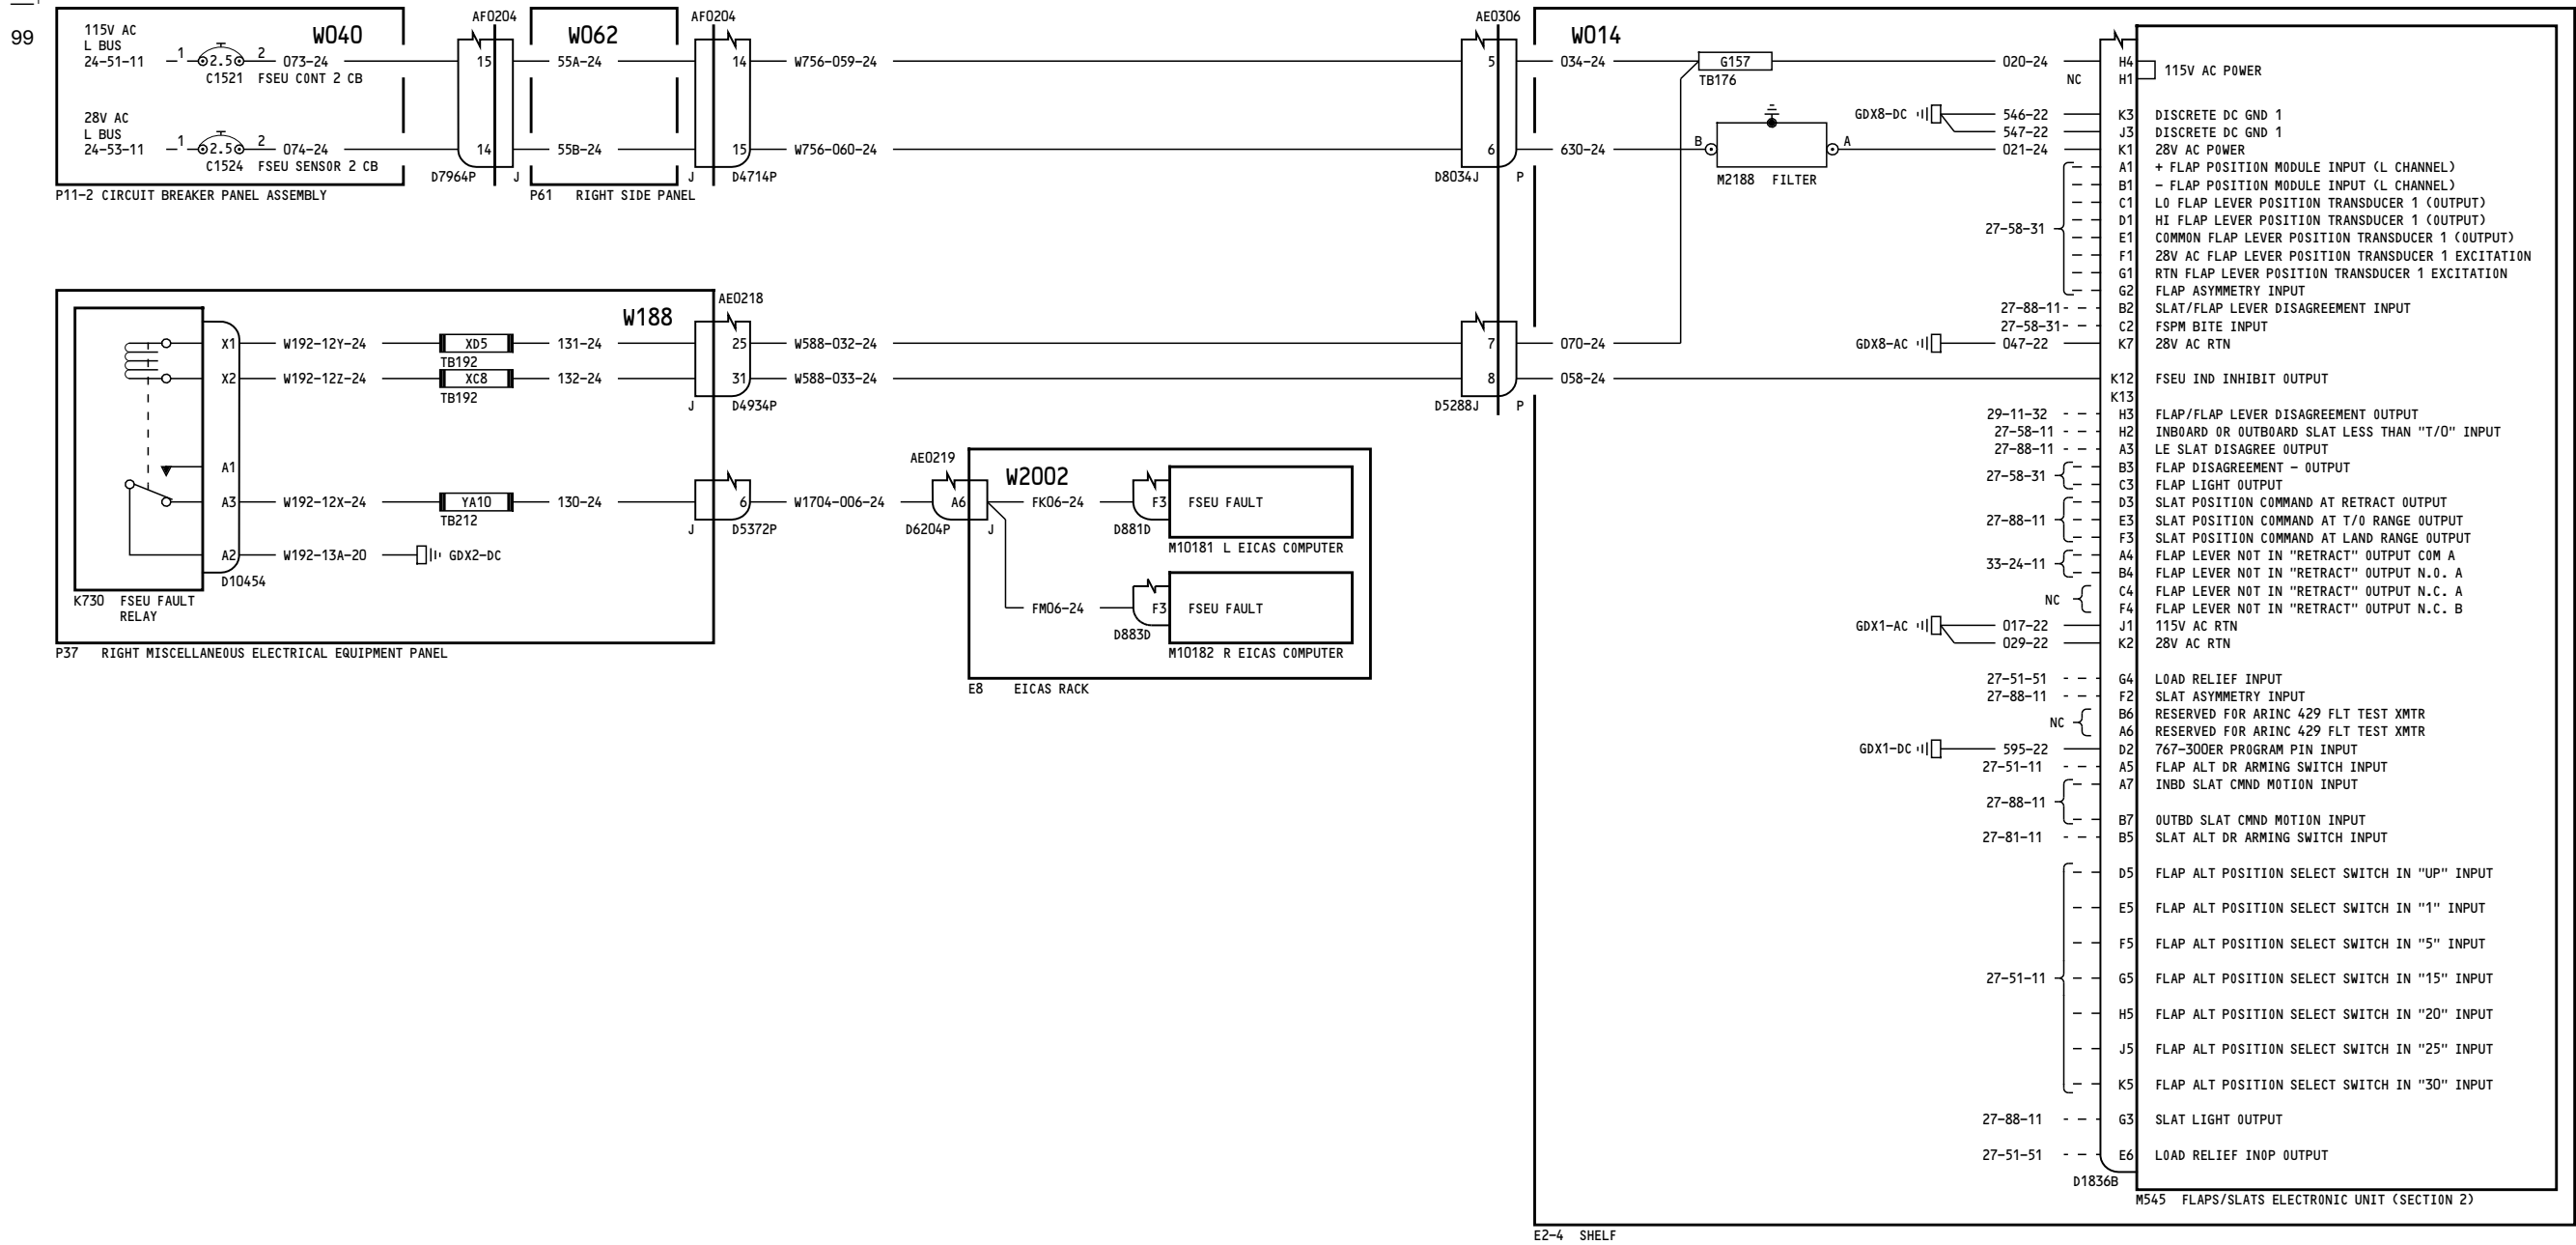 99
115V AC
L BUS
24-51-11
1
2.5
2
073-24
C1521 FSEU CONT 2 CB
28V AC
L BUS
24-53-11
1
2.5
2
074-24
C1524 FSEU SENSOR 2 CB
W040
P11-2 CIRCUIT BREAKER PANEL ASSEMBLY
AF0204
15
14
D7964P J
W062
55A-24
55B-24
P61 RIGHT SIDE PANEL
AF0204
14
15
J D4714P
W756-059-24
W756-060-24
AE0306
5
6
D8034J P
W188
X1 W192-12Y-24 XD5 131-24
TB192
X2 W192-12Z-24 XC8 132-24
TB192
A1
A3 W192-12X-24 YA10 130-24
TB212
A2 W192-13A-20 GDX2-DC
D10454
K730 FSEU FAULT
RELAY
P37 RIGHT MISCELLANEOUS ELECTRICAL EQUIPMENT PANEL
AE0218
25 W588-032-24
31 W588-033-24
J D4934P
7
8
D5288J P
6 W1704-006-24
J D5372P
AE0219
A6
D6204P J
W2002
FK06-24 F3 FSEU FAULT
D881D
M10181 L EICAS COMPUTER
FM06-24 F3 FSEU FAULT
D883D
M10182 R EICAS COMPUTER
E8 EICAS RACK
W014
034-24 G157 020-24
TB176
NC
630-24 B A 021-24
M2188 FILTER
070-24
058-24
GDX8-DC 546-22
547-22
GDX8-AC 047-22
H4
H1 115V AC POWER
K3 DISCRETE DC GND 1
J3 DISCRETE DC GND 1
K1 28V AC POWER
27-58-31
A1 + FLAP POSITION MODULE INPUT (L CHANNEL)
B1 - FLAP POSITION MODULE INPUT (L CHANNEL)
C1 LO FLAP LEVER POSITION TRANSDUCER 1 (OUTPUT)
D1 HI FLAP LEVER POSITION TRANSDUCER 1 (OUTPUT)
E1 COMMON FLAP LEVER POSITION TRANSDUCER 1 (OUTPUT)
F1 28V AC FLAP LEVER POSITION TRANSDUCER 1 EXCITATION
G1 RTN FLAP LEVER POSITION TRANSDUCER 1 EXCITATION
G2 FLAP ASYMMETRY INPUT
27-88-11 B2 SLAT/FLAP LEVER DISAGREEMENT INPUT
27-58-31 C2 FSPM BITE INPUT
K7 28V AC RTN
K12 FSEU IND INHIBIT OUTPUT
K13
29-11-32 H3 FLAP/FLAP LEVER DISAGREEMENT OUTPUT
27-58-11 H2 INBOARD OR OUTBOARD SLAT LESS THAN "T/O" INPUT
27-88-11 A3 LE SLAT DISAGREE OUTPUT
27-58-31
B3 FLAP DISAGREEMENT - OUTPUT
C3 FLAP LIGHT OUTPUT
27-88-11
D3 SLAT POSITION COMMAND AT RETRACT OUTPUT
E3 SLAT POSITION COMMAND AT T/O RANGE OUTPUT
F3 SLAT POSITION COMMAND AT LAND RANGE OUTPUT
33-24-11
A4 FLAP LEVER NOT IN "RETRACT" OUTPUT COM A
B4 FLAP LEVER NOT IN "RETRACT" OUTPUT N.O. A
NC
C4 FLAP LEVER NOT IN "RETRACT" OUTPUT N.C. A
F4 FLAP LEVER NOT IN "RETRACT" OUTPUT N.C. B
GDX1-AC 017-22 J1 115V AC RTN
029-22 K2 28V AC RTN
27-51-51 G4 LOAD RELIEF INPUT
27-88-11 F2 SLAT ASYMMETRY INPUT
NC
B6 RESERVED FOR ARINC 429 FLT TEST XMTR
A6 RESERVED FOR ARINC 429 FLT TEST XMTR
GDX1-DC 595-22 D2 767-300ER PROGRAM PIN INPUT
27-51-11 A5 FLAP ALT DR ARMING SWITCH INPUT
27-88-11
A7 INBD SLAT CMND MOTION INPUT
B7 OUTBD SLAT CMND MOTION INPUT
27-81-11 B5 SLAT ALT DR ARMING SWITCH INPUT
27-51-11
D5 FLAP ALT POSITION SELECT SWITCH IN "UP" INPUT
E5 FLAP ALT POSITION SELECT SWITCH IN "1" INPUT
F5 FLAP ALT POSITION SELECT SWITCH IN "5" INPUT
G5 FLAP ALT POSITION SELECT SWITCH IN "15" INPUT
H5 FLAP ALT POSITION SELECT SWITCH IN "20" INPUT
J5 FLAP ALT POSITION SELECT SWITCH IN "25" INPUT
K5 FLAP ALT POSITION SELECT SWITCH IN "30" INPUT
27-88-11 G3 SLAT LIGHT OUTPUT
27-51-51 E6 LOAD RELIEF INOP OUTPUT
D1836B
M545 FLAPS/SLATS ELECTRONIC UNIT (SECTION 2)
E2-4 SHELF